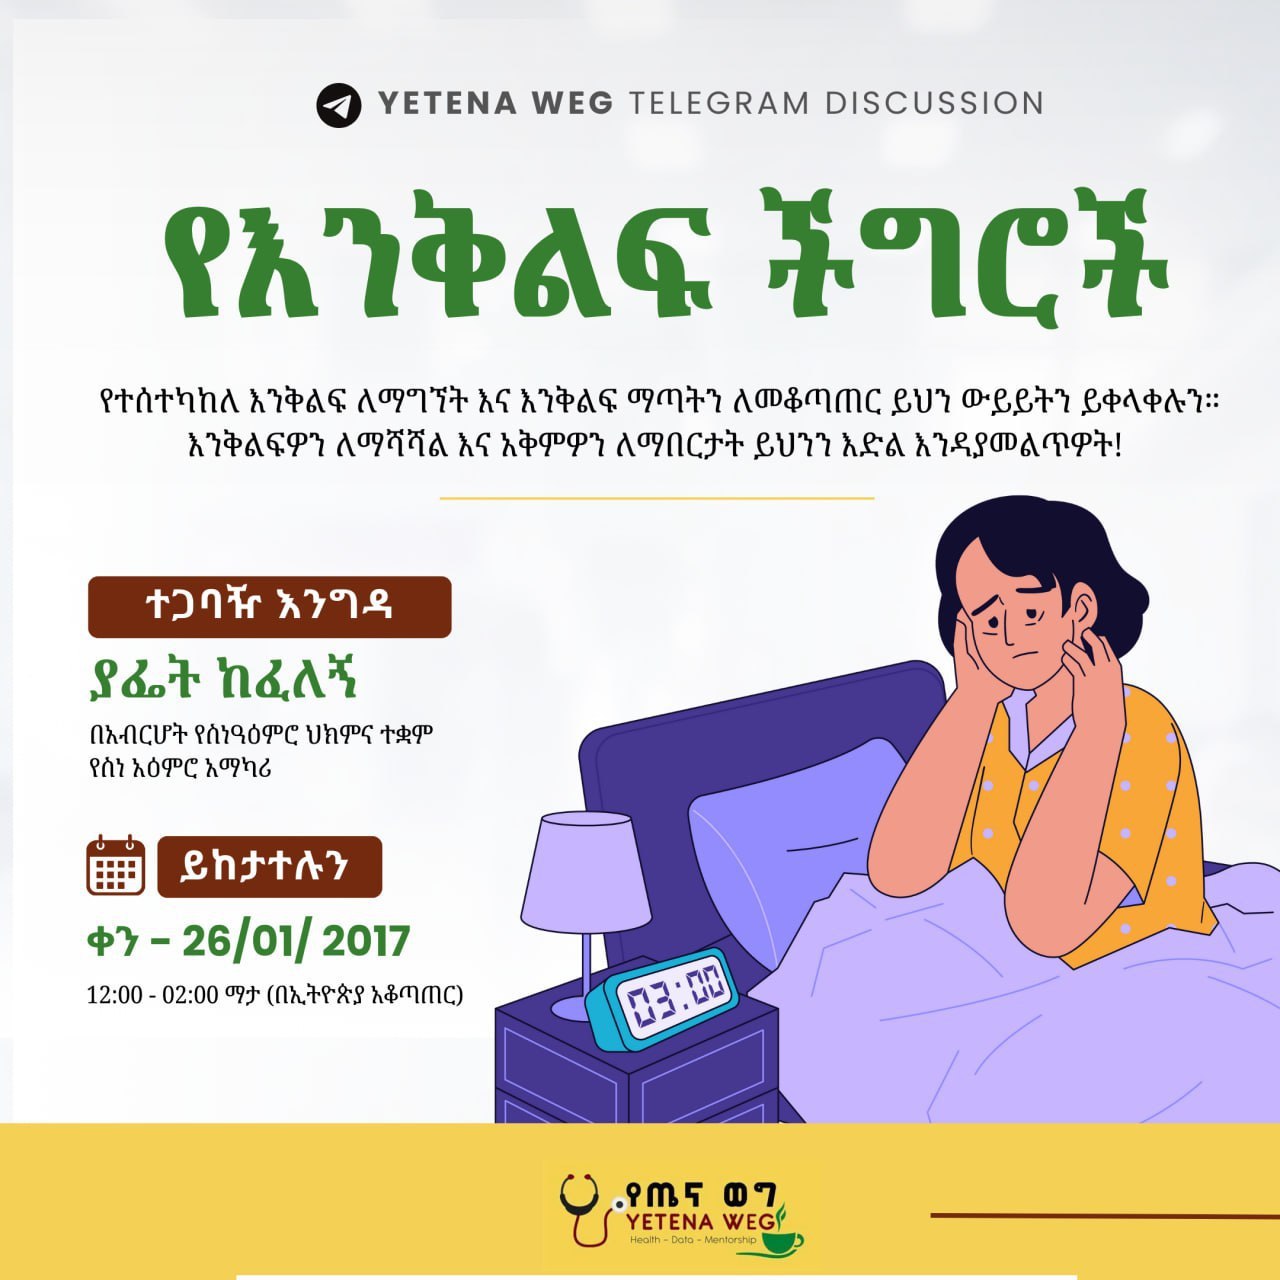 YETENA WEG TELEGRAM DISCUSSION
የእንቅልፍ ችግሮች
የተስተካከለ እንቅልፍ ለማግኘት እና እንቅልፍ ማጣትን ለመቆጣጠር ይህን ውይይትን ይቀላቀሉን።
እንቅልፍዎን ለማሻሻል እና አቅምዎን ለማበርታት ይህንን እድል እንዳያመልጥዎት!
ተጋባዥ እንግዳ
ያፌት ከፈለኝ
በአብርሆት የስነዓዕምሮ ህክምና ተቋም
የስነ አዕምሮ አማካሪ
ይከታተሉን
ቀን - 26/01/ 2017
12:00 - 02:00 ማታ (በኢትዮጵያ አቆጣጠር)
03:00
የጤና ወግ
YETENA WEG
Health - Data - Mentorship